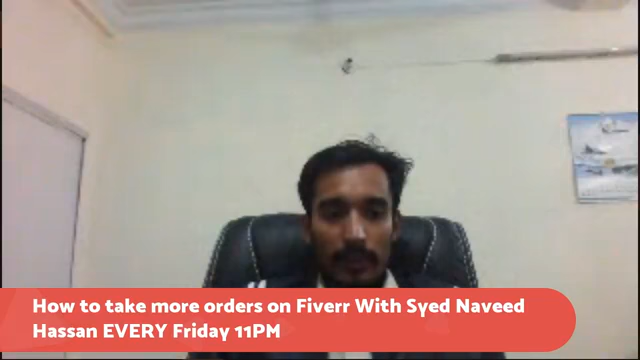 How to take more orders on Fiverr With Syed Naveed
Hassan EVERY Friday 11PM